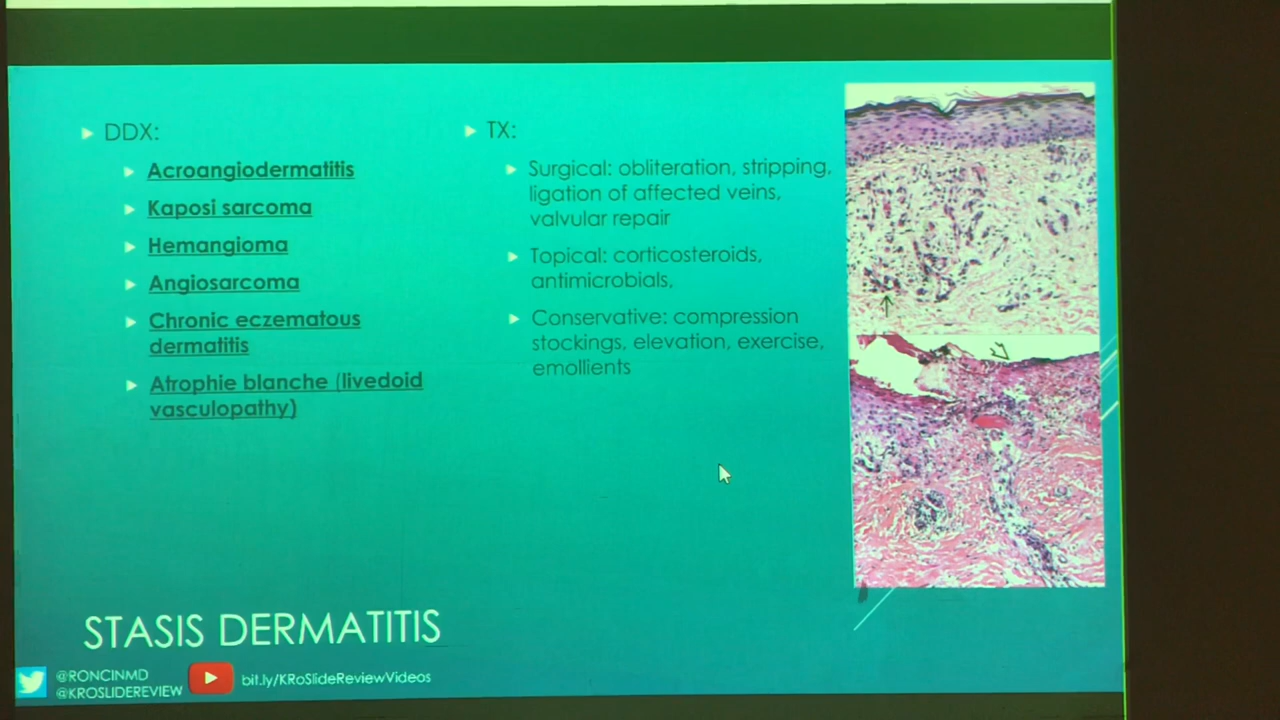 DDX:
Acroangiodermatitis
Kaposi sarcoma
Hemangioma
Angiosarcoma
Chronic eczematous
dermatitis
Atrophie blanche (livedoid
vasculopathy)
TX:
Surgical: obliteration, stripping,
ligation of affected veins,
valvular repair
Topical: corticosteroids,
antimicrobials,
Conservative: compression
stockings, elevation, exercise,
emollients
STASIS DERMATITIS
@RONCINMD
@KROSLIDEREVIEW
bit.ly/KRoSlideReviewVideos